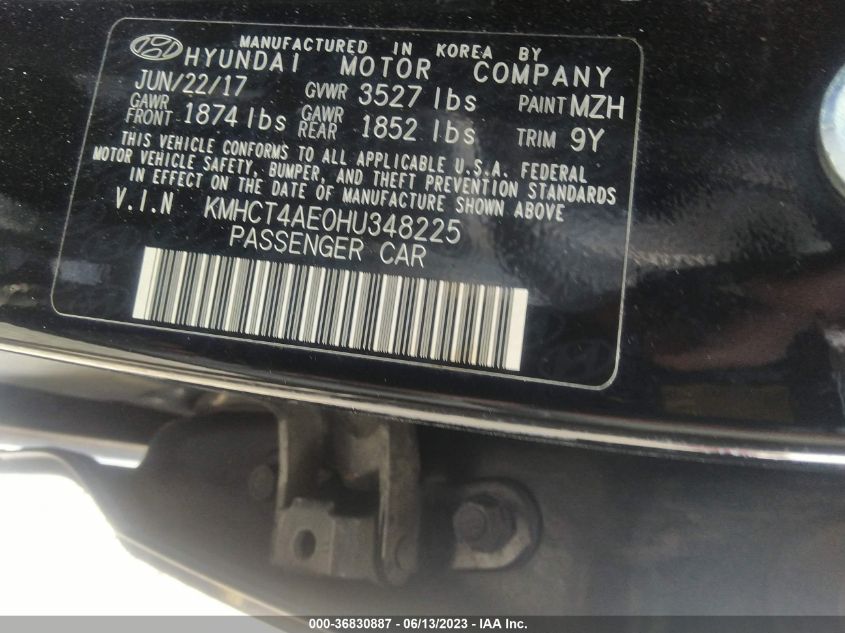 MANUFACTURED IN KOREA BY
HYUNDAI MOTOR COMPANY
JUN/22/17 GVWR 3527 lbs PAINT MZH
GAWR FRONT 1874 lbs GAWR REAR 1852 lbs TRIM 9Y
THIS VEHICLE CONFORMS TO ALL APPLICABLE U.S.A. FEDERAL
MOTOR VEHICLE SAFETY, BUMPER, AND THEFT PREVENTION STANDARDS
IN EFFECT ON THE DATE OF MANUFACTURE SHOWN ABOVE
V.I.N KMHCT4AE0HU348225
PASSENGER CAR
000-36830887 - 06/13/2023 - IAA Inc.